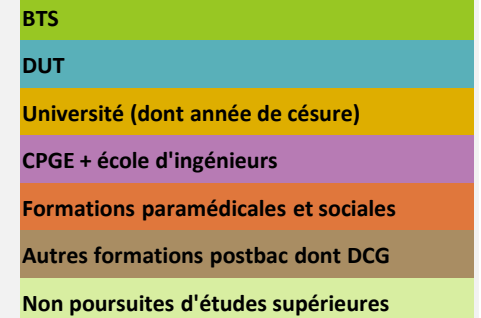 BTS
DUT
Université (dont année de césure)
CPGE + école d'ingénieurs
Formations paramédicales et sociales
Autres formations postbac dont DCG
Non poursuites d'études supérieures